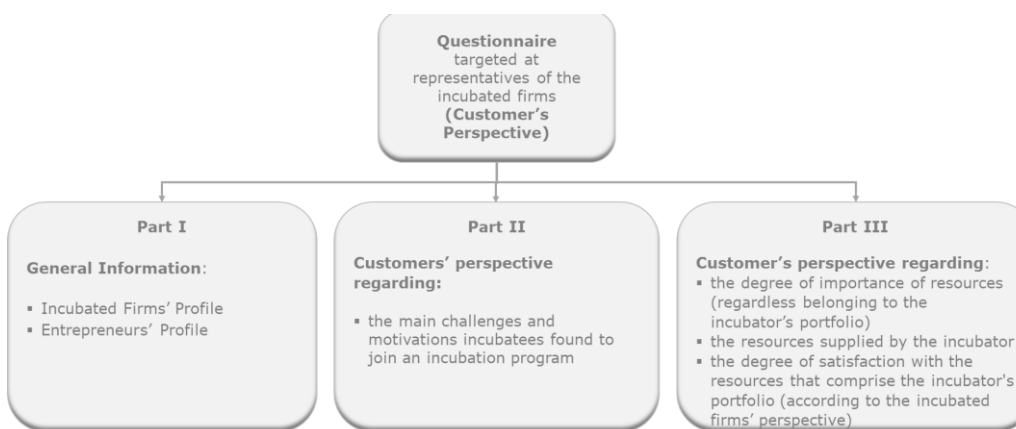 Questionnaire
targeted at
representatives of the
incubated firms
(Customer's
Perspective)
Part I
General Information:
▪ Incubated Firms' Profile
▪ Entrepreneurs' Profile
Part II
Customers' perspective
regarding:
▪ the main challenges and
motivations incubatees found to
join an incubation program
Part III
Customer's perspective regarding:
▪ the degree of importance of resources
(regardless belonging to the
incubator's portfolio)
▪ the resources supplied by the incubator
▪ the degree of satisfaction with the
resources that comprise the incubator's
portfolio (according to the incubated
firms' perspective)